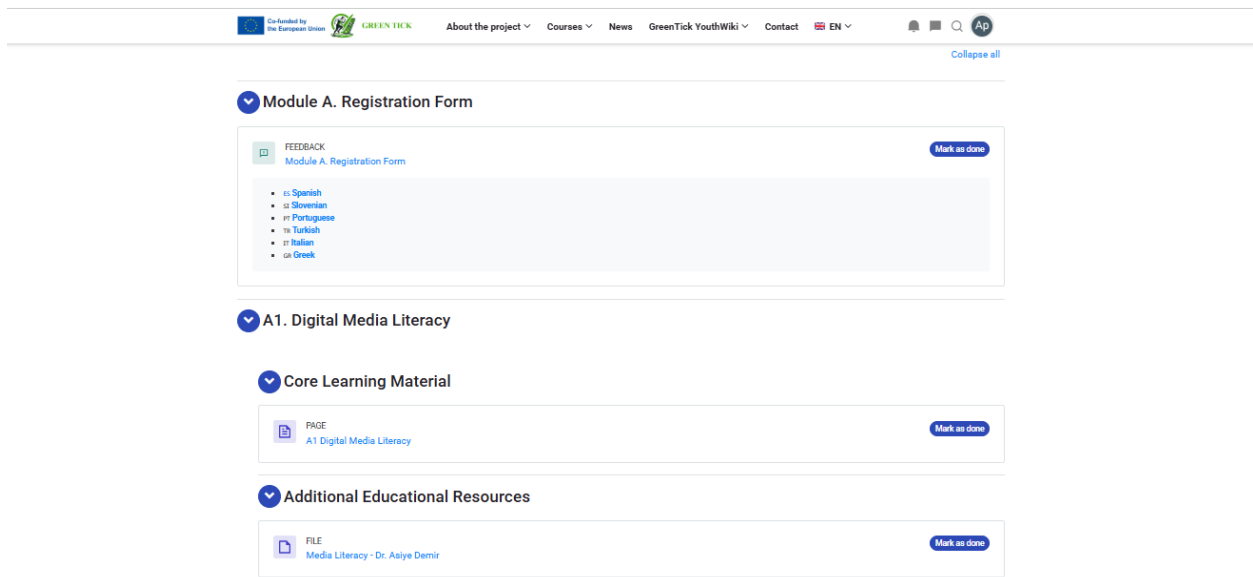 Co-funded by
the European Union
GREEN TICK
About the project
Courses
News
GreenTick YouthWiki
Contact
EN
Ap
Collapse all
Module A. Registration Form
FEEDBACK
Module A. Registration Form
Mark as done
ES Spanish
SI Slovenian
PT Portuguese
TR Turkish
IT Italian
GR Greek
A1. Digital Media Literacy
Core Learning Material
PAGE
A1 Digital Media Literacy
Mark as done
Additional Educational Resources
FILE
Media Literacy - Dr. Asiye Demir
Mark as done